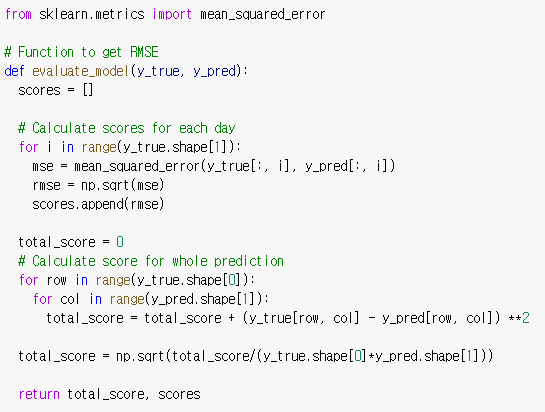 from sklearn.metrics import mean_squared_error

# Function to get RMSE
def evaluate_model(y_true, y_pred):
  scores = []

  # Calculate scores for each day
  for i in range(y_true.shape[1]):
    mse = mean_squared_error(y_true[:, i], y_pred[:, i])
    rmse = np.sqrt(mse)
    scores.append(rmse)

  total_score = 0
  # Calculate score for whole prediction
  for row in range(y_true.shape[0]):
    for col in range(y_pred.shape[1]):
      total_score = total_score + (y_true[row, col] - y_pred[row, col]) **2

  total_score = np.sqrt(total_score/(y_true.shape[0]*y_pred.shape[1]))

  return total_score, scores